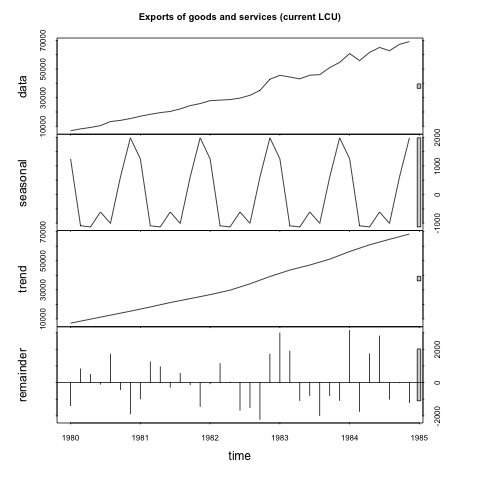 Exports of goods and services (current LCU)
data
10000 30000 50000 70000
seasonal
-1000 0 1000 2000
trend
10000 30000 50000 70000
remainder
-2000 0 2000
1980 1981 1982 1983 1984 1985
time